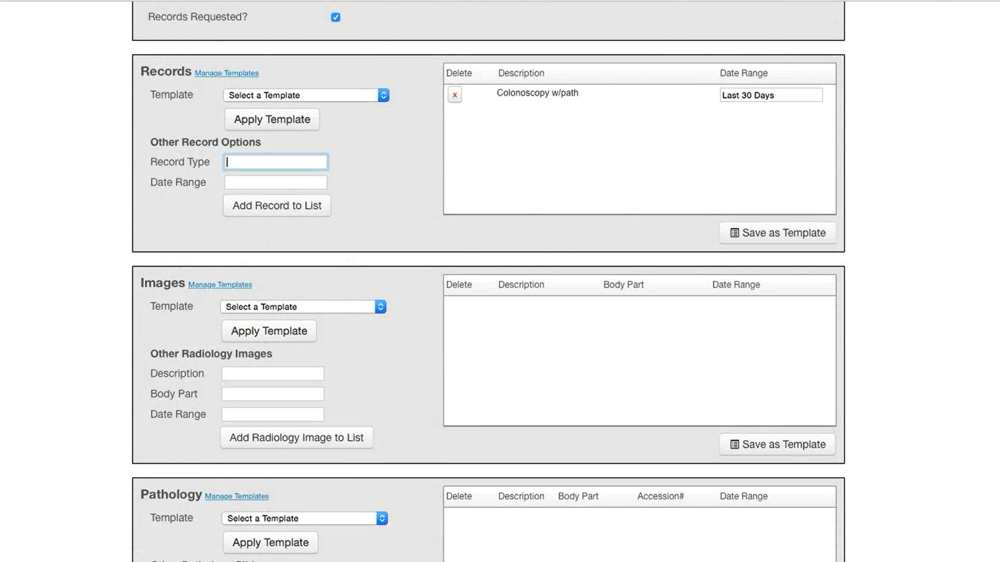 Records Requested?
Records Manage Templates
Template Select a Template
Apply Template
Other Record Options
Record Type
Date Range
Add Record to List
Delete Description Date Range
x Colonoscopy w/path Last 30 Days
Save as Template
Images Manage Templates
Template Select a Template
Apply Template
Other Radiology Images
Description
Body Part
Date Range
Add Radiology Image to List
Delete Description Body Part Date Range
Save as Template
Pathology Manage Templates
Template Select a Template
Apply Template
Delete Description Body Part Accession# Date Range